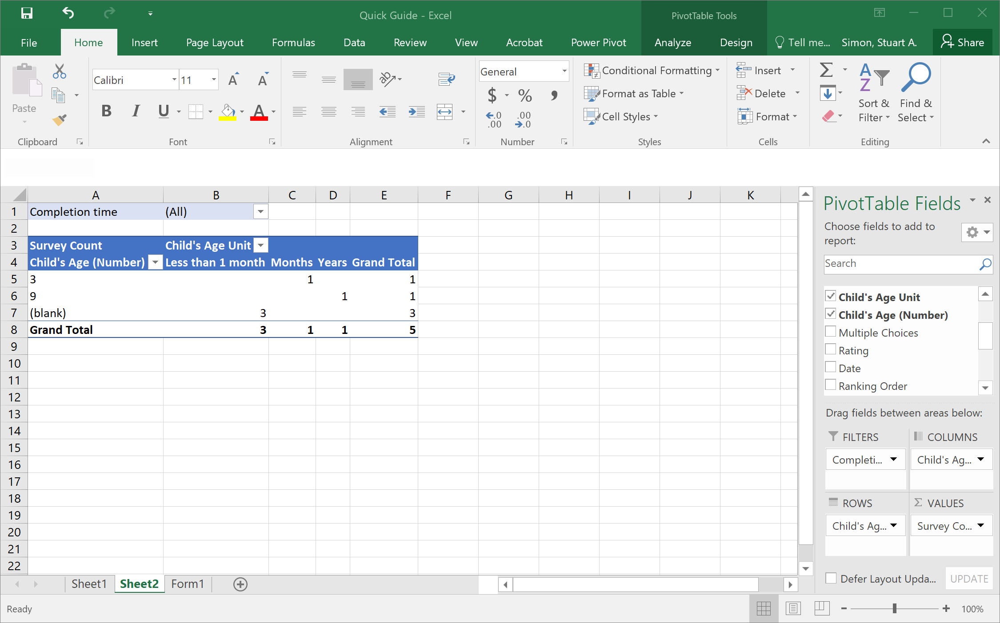 Quick Guide - Excel
PivotTable Tools
File Home Insert Page Layout Formulas Data Review View Acrobat Power Pivot Analyze Design Tell me... Simon, Stuart A. Share
Paste
Calibri 11
A A
B I U A
ab
General
$ % ,
.0 .00
.00 .0
Conditional Formatting
Format as Table
Cell Styles
Insert
Delete
Format
Σ
A
Z
Sort &
Filter
Find &
Select
Clipboard Font Alignment Number Styles Cells Editing
A B C D E F G H I J K
1 Completion time (All)
2
3 Survey Count Child's Age Unit
4 Child's Age (Number) Less than 1 month Months Years Grand Total
5 3 1 1
6 9 1 1
7 (blank) 3 3
8 Grand Total 3 1 1 5
9
10
11
12
13
14
15
16
17
18
19
20
21
22
PivotTable Fields
Choose fields to add to
report:
Search
Child's Age Unit
Child's Age (Number)
Multiple Choices
Rating
Date
Ranking Order
Drag fields between areas below:
FILTERS COLUMNS
Completi... Child's Ag...
ROWS Σ VALUES
Child's Ag... Survey Co...
Defer Layout Upda... UPDATE
Sheet1 Sheet2 Form1
Ready
100%